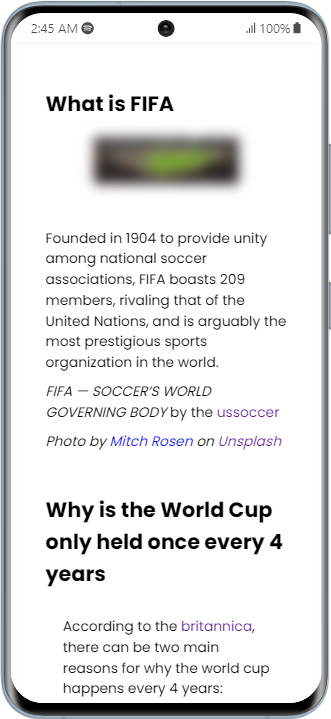 2:45 AM 100%
What is FIFA
Founded in 1904 to provide unity
among national soccer
associations, FIFA boasts 209
members, rivaling that of the
United Nations, and is arguably the
most prestigious sports
organization in the world.
FIFA — SOCCER'S WORLD
GOVERNING BODY by the ussoccer
Photo by Mitch Rosen on Unsplash
Why is the World Cup
only held once every 4
years
According to the britannica,
there can be two main
reasons for why the world cup
happens every 4 years: